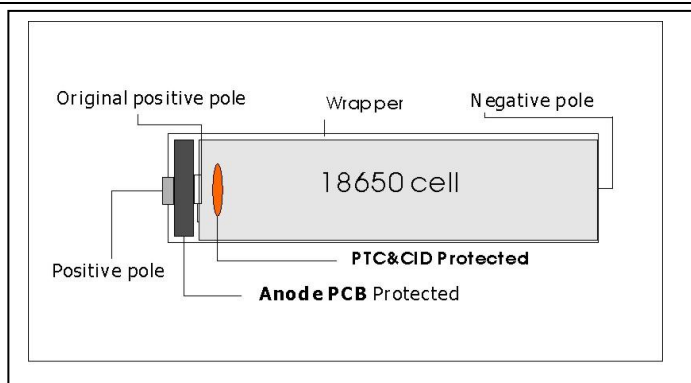 Original positive pole
Wrapper
Negative pole
18650 cell
PTC&CID Protected
Positive pole
Anode PCB Protected